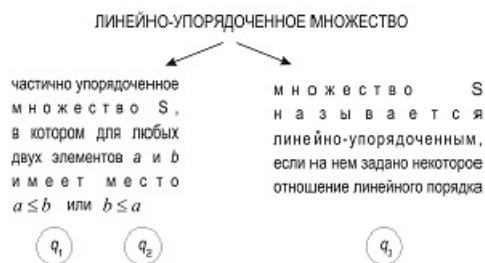 ЛИНЕЙНО-УПОРЯДОЧЕННОЕ МНОЖЕСТВО
частично упорядоченное
множество S,
в котором для любых
двух элементов a и b
имеет место
a ≤ b или b ≤ a
q₁ q₂
множество S
называется
линейно-упорядоченным,
если на нем задано некоторое
отношение линейного порядка
q₃